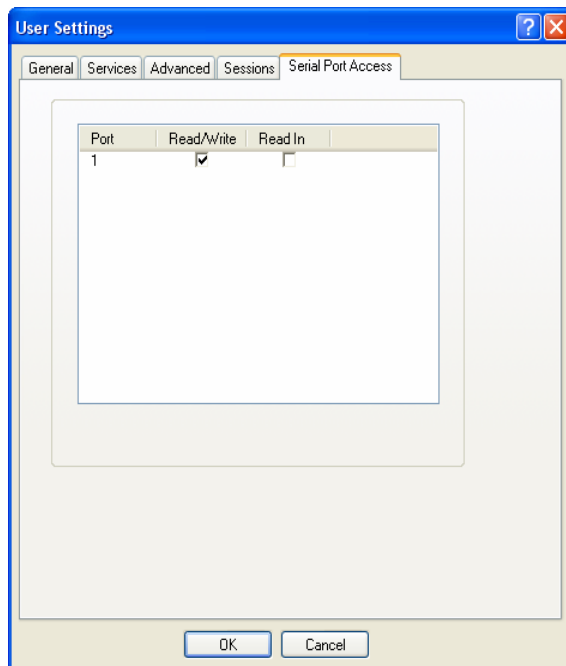 User Settings
General Services Advanced Sessions Serial Port Access
Port Read/Write Read In
1
OK Cancel